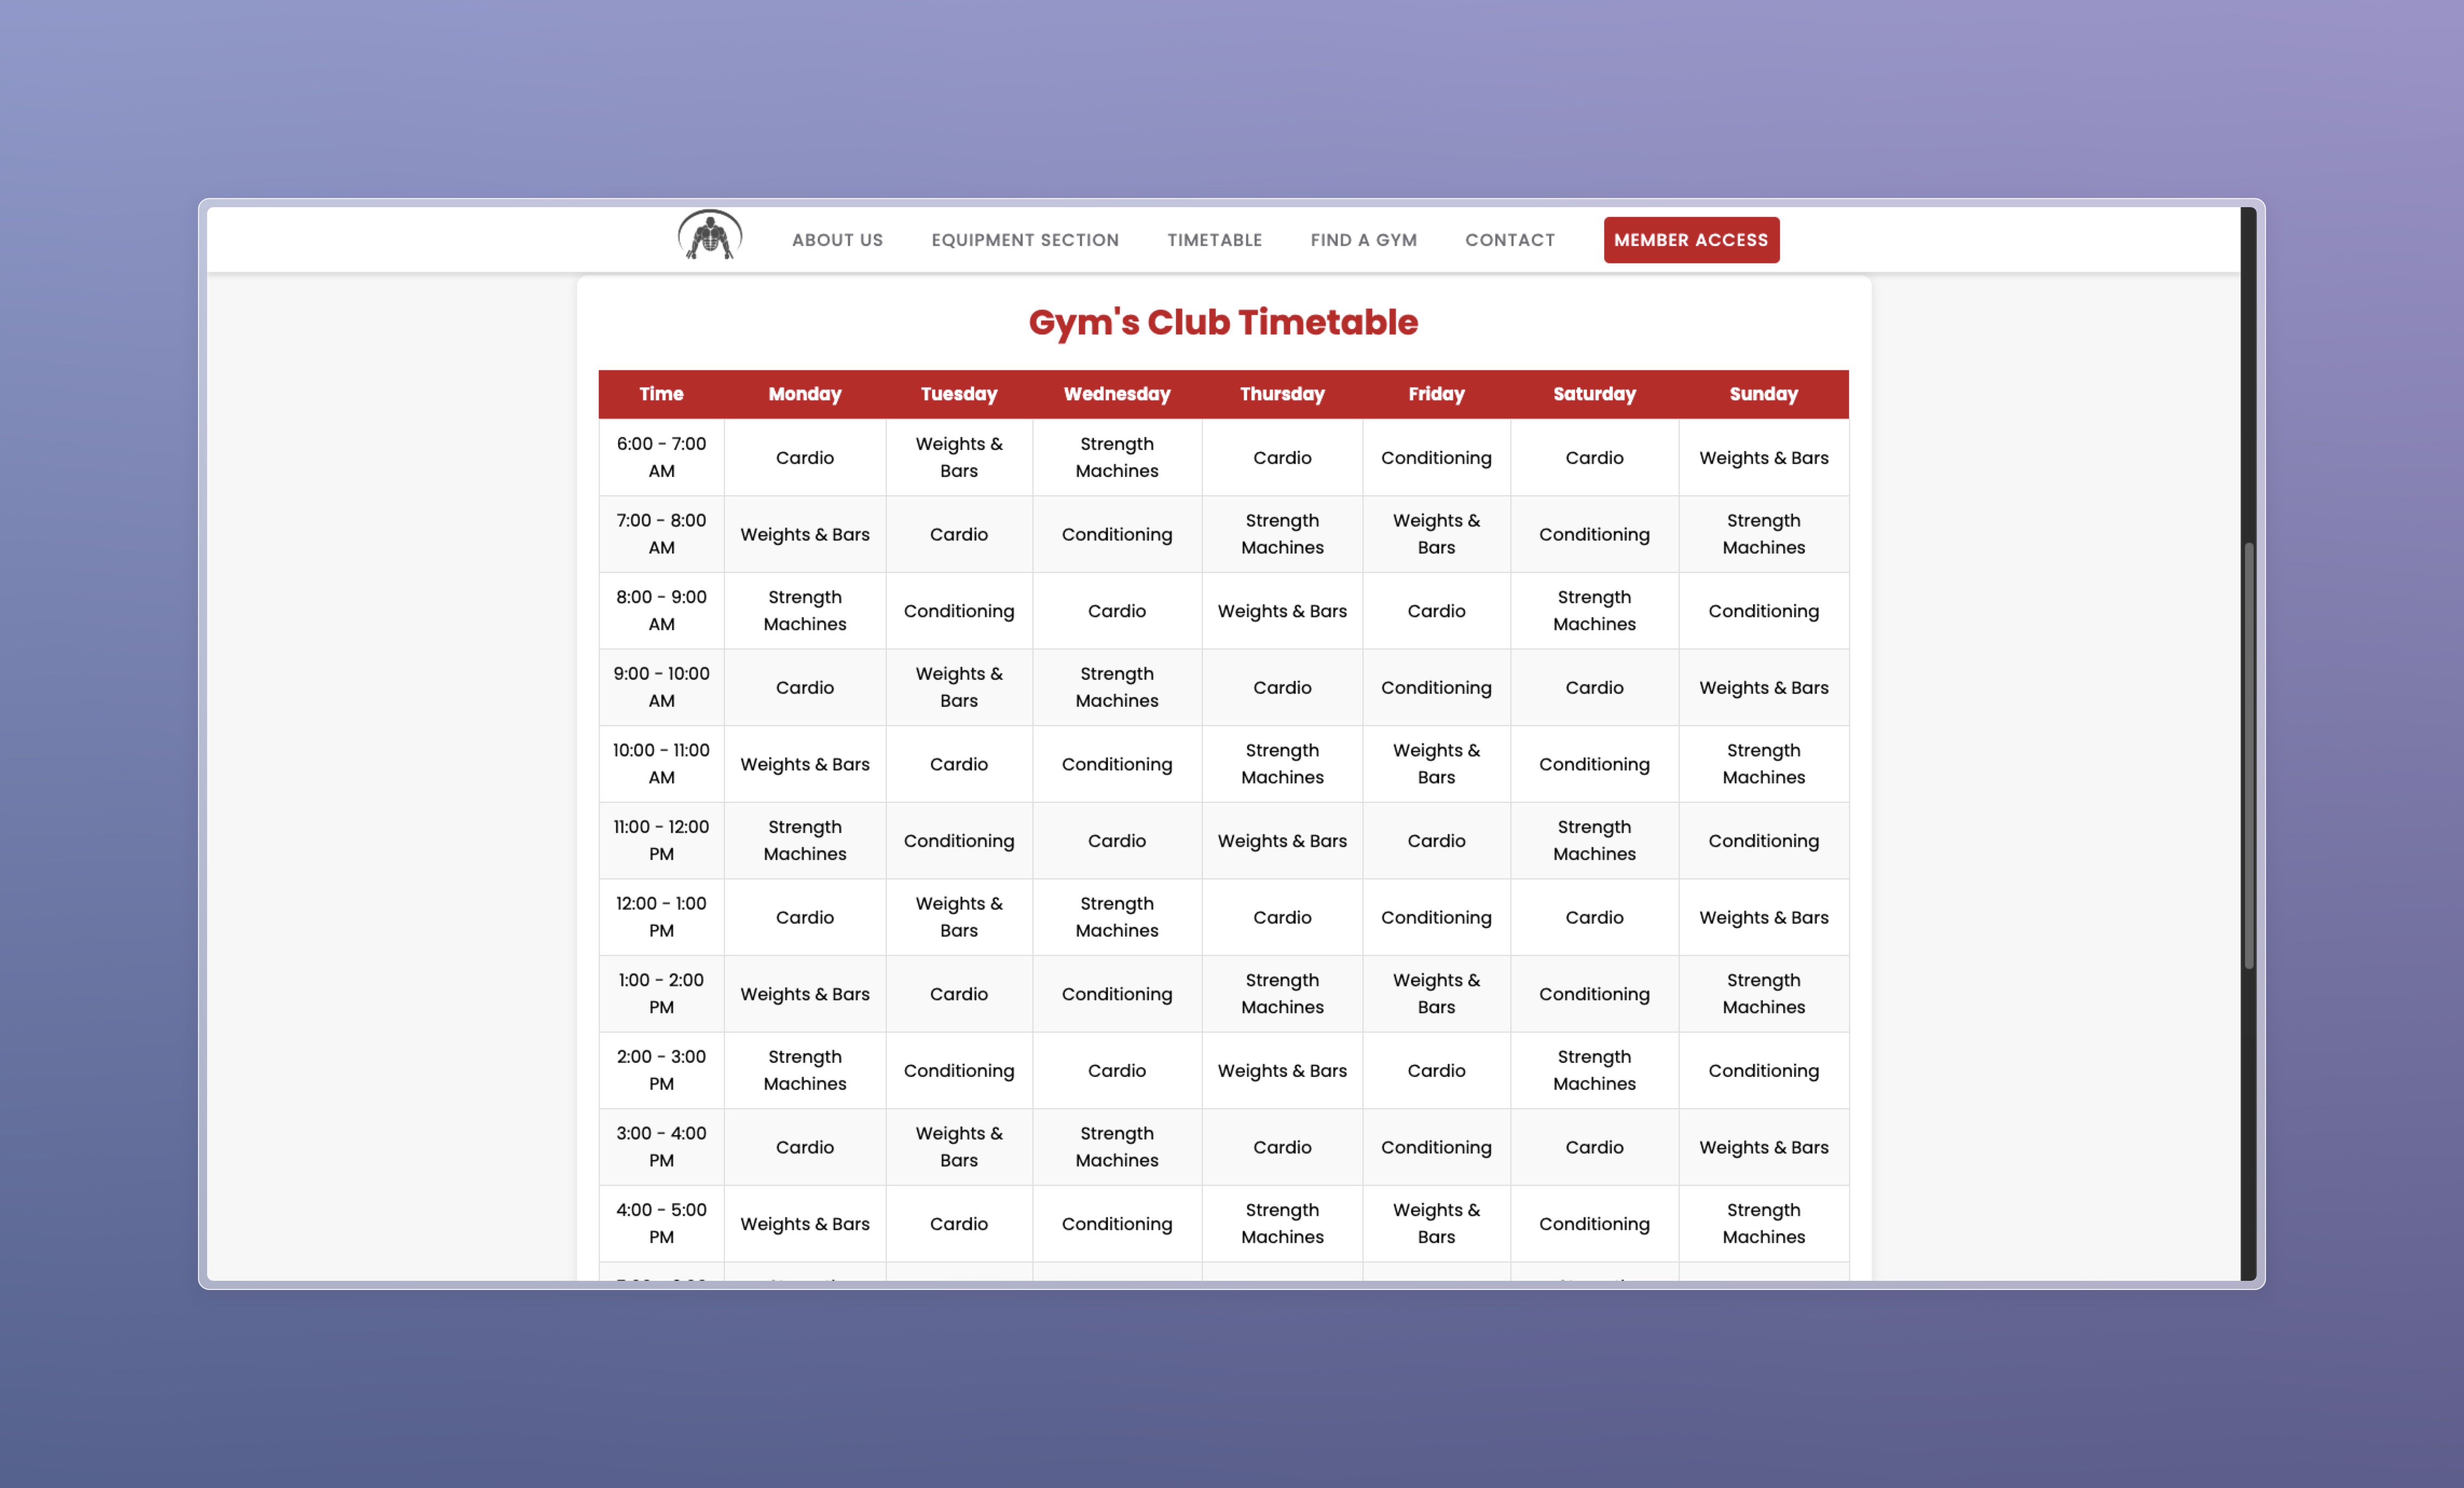 ABOUT US EQUIPMENT SECTION TIMETABLE FIND A GYM CONTACT MEMBER ACCESS
Gym's Club Timetable
Time Monday Tuesday Wednesday Thursday Friday Saturday Sunday
6:00 - 7:00 AM Cardio Weights & Bars Strength Machines Cardio Conditioning Cardio Weights & Bars
7:00 - 8:00 AM Weights & Bars Cardio Conditioning Strength Machines Weights & Bars Conditioning Strength Machines
8:00 - 9:00 AM Strength Machines Conditioning Cardio Weights & Bars Cardio Strength Machines Conditioning
9:00 - 10:00 AM Cardio Weights & Bars Strength Machines Cardio Conditioning Cardio Weights & Bars
10:00 - 11:00 AM Weights & Bars Cardio Conditioning Strength Machines Weights & Bars Conditioning Strength Machines
11:00 - 12:00 PM Strength Machines Conditioning Cardio Weights & Bars Cardio Strength Machines Conditioning
12:00 - 1:00 PM Cardio Weights & Bars Strength Machines Cardio Conditioning Cardio Weights & Bars
1:00 - 2:00 PM Weights & Bars Cardio Conditioning Strength Machines Weights & Bars Conditioning Strength Machines
2:00 - 3:00 PM Strength Machines Conditioning Cardio Weights & Bars Cardio Strength Machines Conditioning
3:00 - 4:00 PM Cardio Weights & Bars Strength Machines Cardio Conditioning Cardio Weights & Bars
4:00 - 5:00 PM Weights & Bars Cardio Conditioning Strength Machines Weights & Bars Conditioning Strength Machines